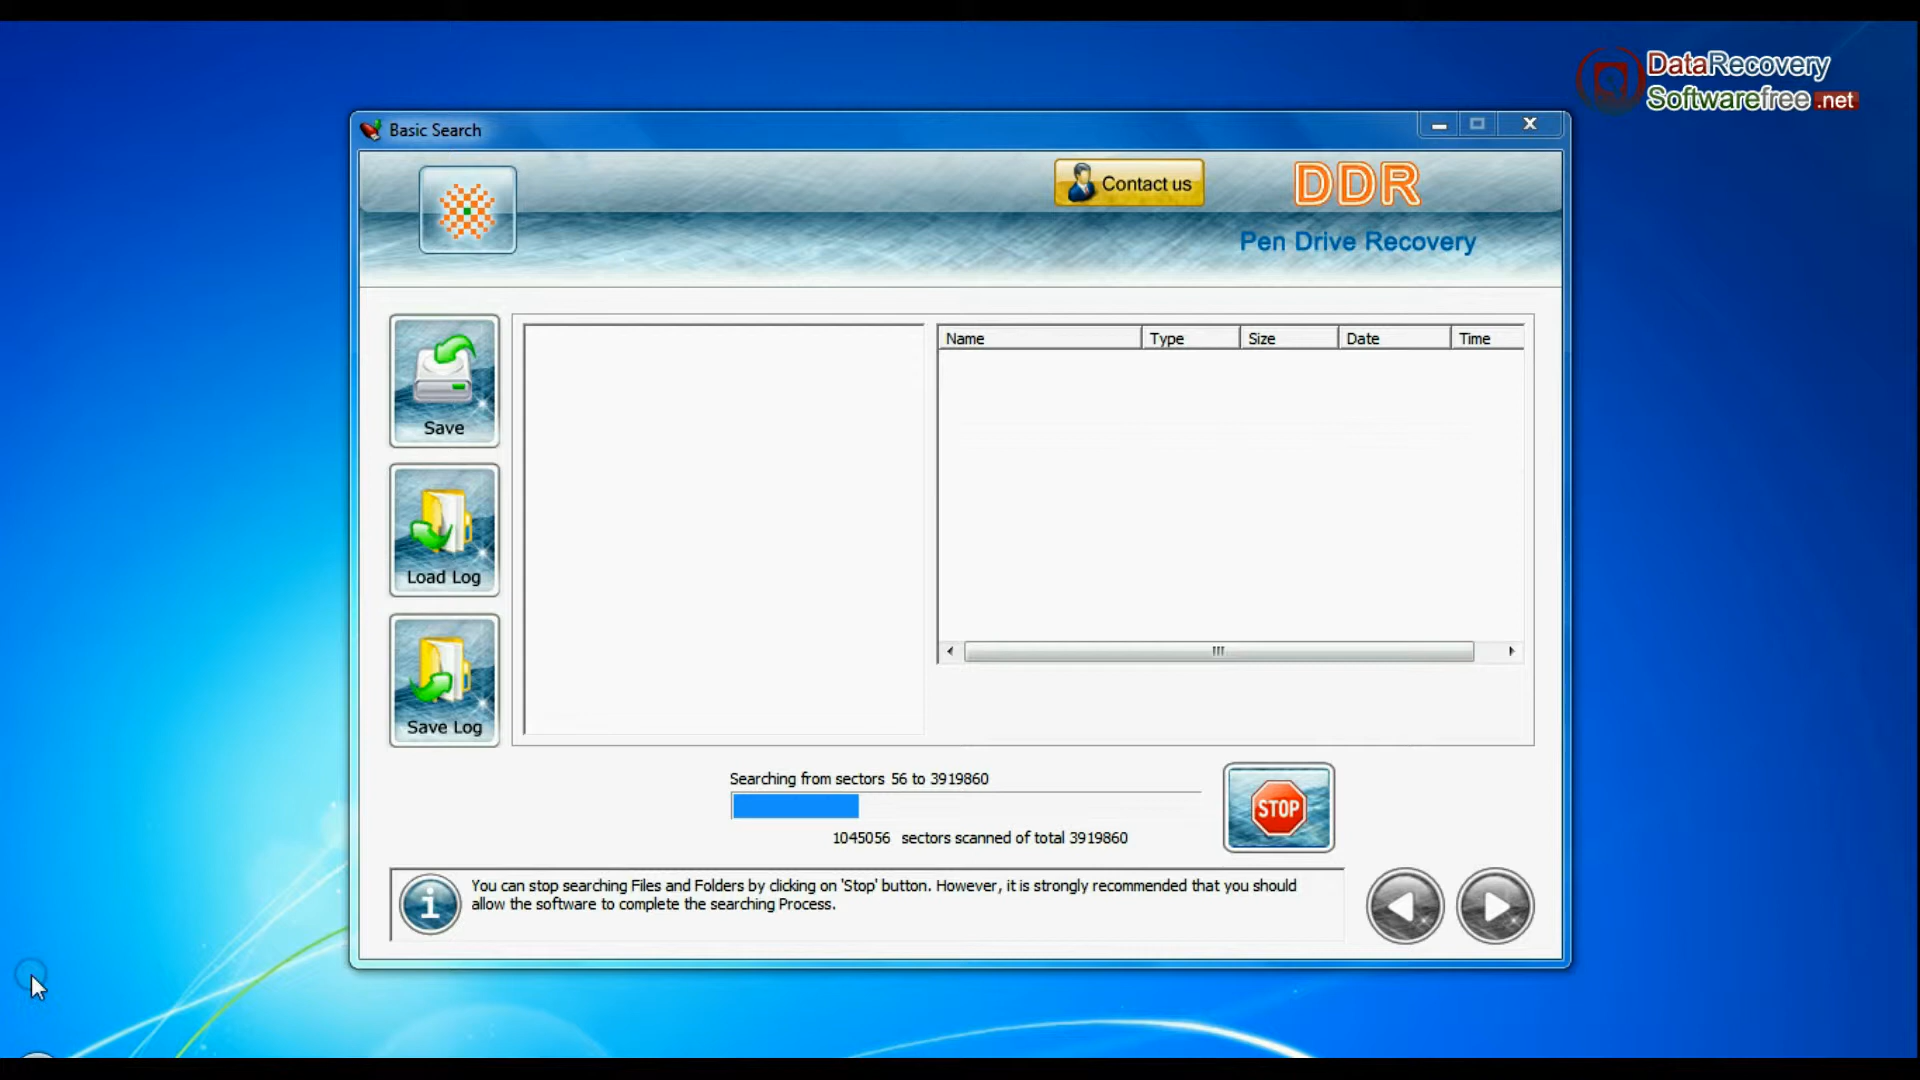 DataRecovery
Softwarefree.net
Basic Search
Contact us
DDR
Pen Drive Recovery
Save
Load Log
Save Log
Name Type Size Date Time
Searching from sectors 56 to 3919860
1045056 sectors scanned of total 3919860
STOP
You can stop searching Files and Folders by clicking on 'Stop' button. However, it is strongly recommended that you should
allow the software to complete the searching Process.